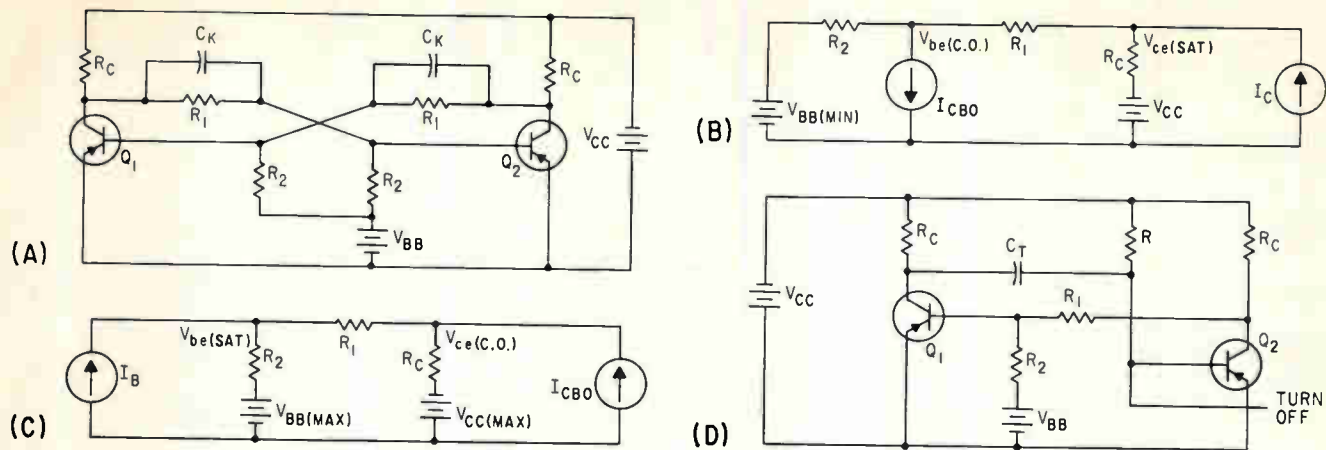 (A)
R_C
C_K
R_1
C_K
R_1
R_C
Q_1
Q_2
R_2
R_2
V_BB
V_CC
(B)
R_2
V_be(C.O.)
R_1
V_ce(SAT)
R_C
V_BB(MIN)
I_CBO
V_CC
I_C
(C)
I_B
V_be(SAT)
R_1
V_ce(C.O.)
R_2
R_C
V_BB(MAX)
V_CC(MAX)
I_CBO
(D)
V_CC
R_C
C_T
R
R_C
R_1
Q_1
Q_2
R_2
V_BB
TURN
OFF